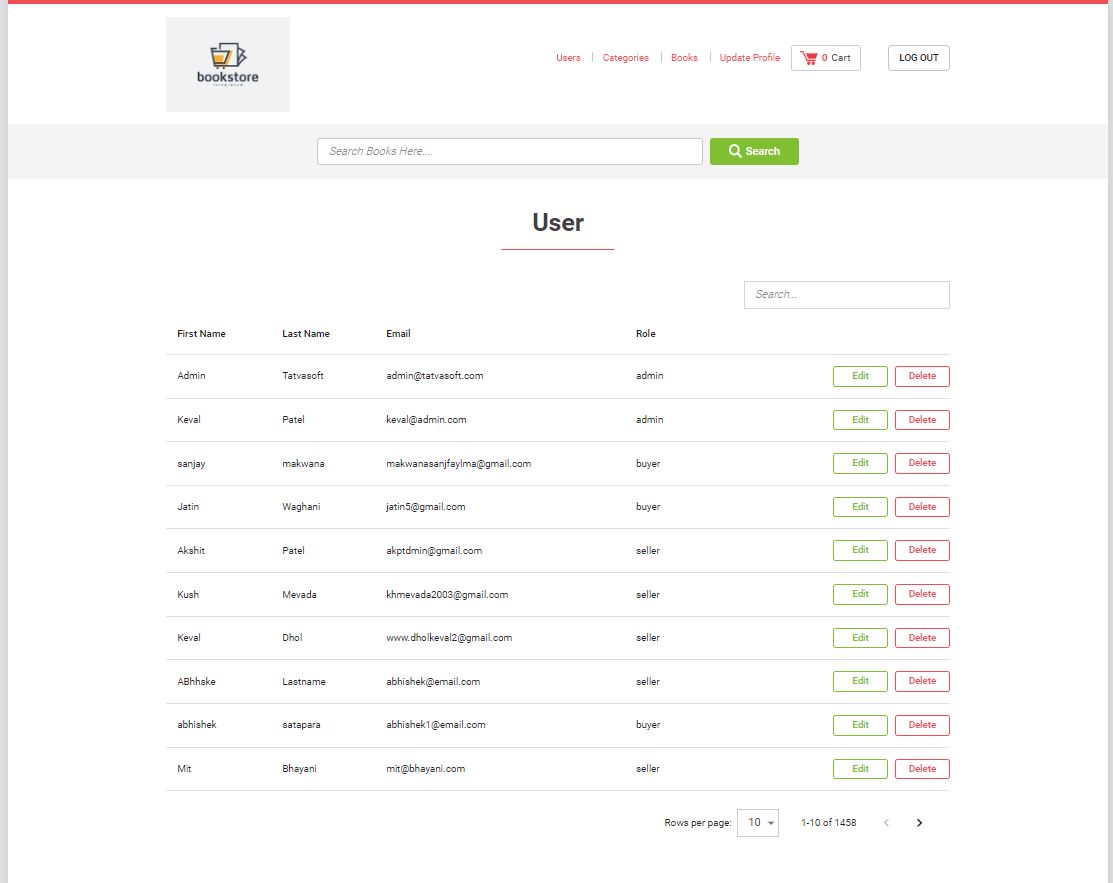 bookstore
Users Categories Books Update Profile 0 Cart LOG OUT
Search Books Here.... Search
User
Search...
First Name Last Name Email Role
Admin Tatvasoft admin@tatvasoft.com admin Edit Delete
Keval Patel keval@admin.com admin Edit Delete
sanjay makwana makwanasanjfaylma@gmail.com buyer Edit Delete
Jatin Waghani jatin5@gmail.com buyer Edit Delete
Akshit Patel akptdmin@gmail.com seller Edit Delete
Kush Mevada khmevada2003@gmail.com seller Edit Delete
Keval Dhol www.dholkeval2@gmail.com seller Edit Delete
ABhhske Lastname abhishek@email.com seller Edit Delete
abhishek satapara abhishek1@email.com buyer Edit Delete
Mit Bhayani mit@bhayani.com seller Edit Delete
Rows per page: 10 1-10 of 1458